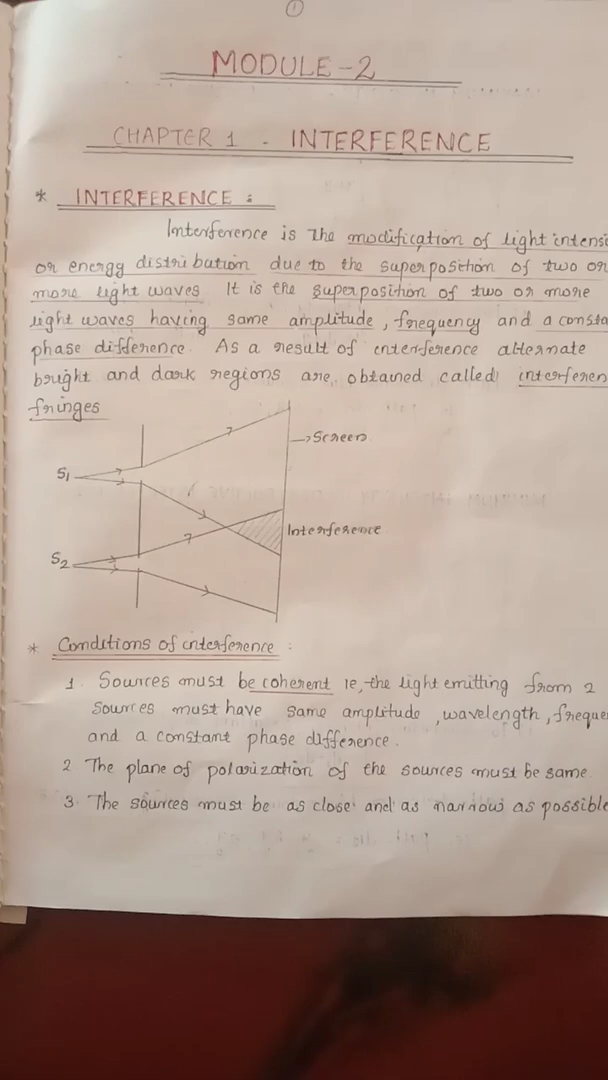 1
MODULE - 2
CHAPTER 1 - INTERFERENCE
* INTERFERENCE :
Interference is the modification of light intens
or energy distribution due to the superposition of two or
more light waves It is the superposition of two or more
light waves having same amplitude, frequency and a consta
phase difference. As a result of interference alternate
bright and dark regions are obtained called interferen
fringes
→ Screen
S1
Interference
S2
* Conditions of interference :
1. Sources must be coherent ie, the light emitting from 2
sources must have same amplitude, wavelength, freque
and a constant phase difference.
2 The plane of polarization of the sources must be same.
3. The sources must be as close and as narrow as possible